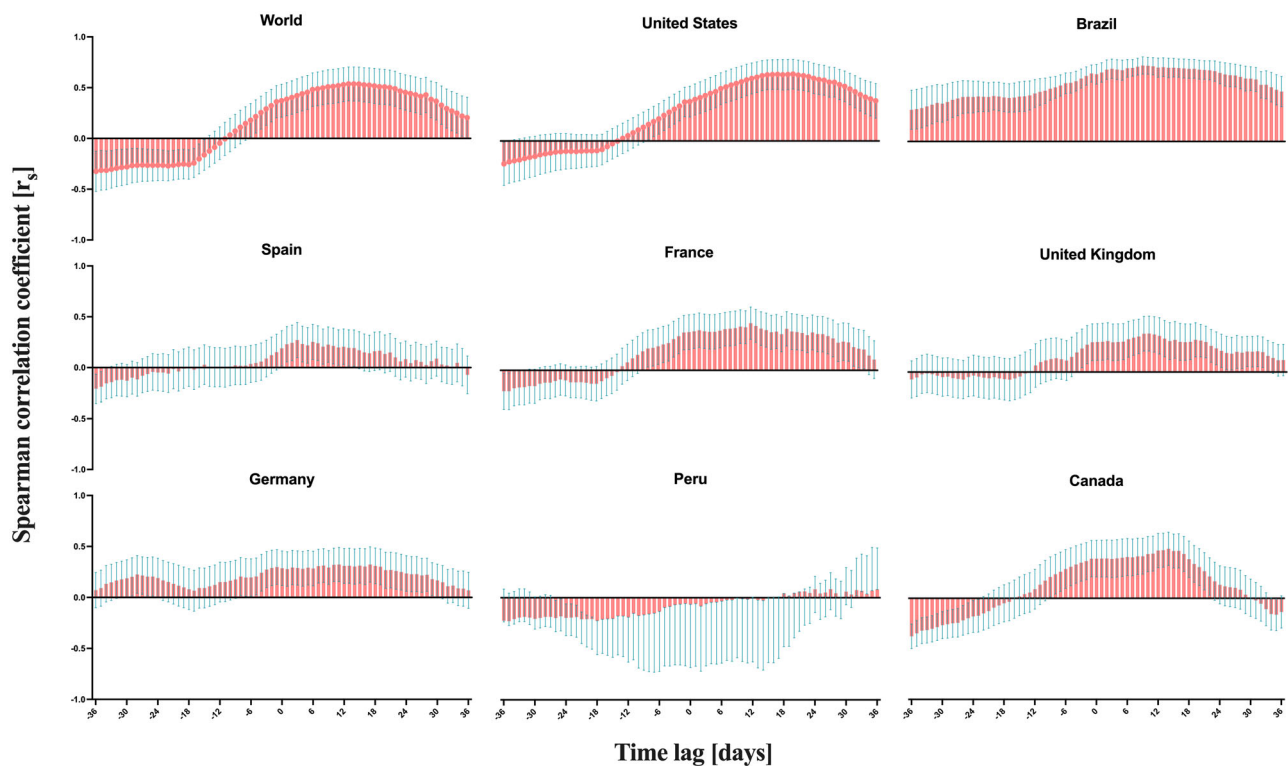 World
United States
Brazil
1.0
0.5
0.0
-0.5
-1.0
Spain
France
United Kingdom
1.0
0.5
0.0
-0.5
-1.0
Germany
Peru
Canada
1.0
0.5
0.0
-0.5
-1.0
-36 -30 -24 -18 -12 -6 0 6 12 18 24 30 36
-36 -30 -24 -18 -12 -6 0 6 12 18 24 30 36
-36 -30 -24 -18 -12 -6 0 6 12 18 24 30 36
Spearman correlation coefficient [rs]
Time lag [days]